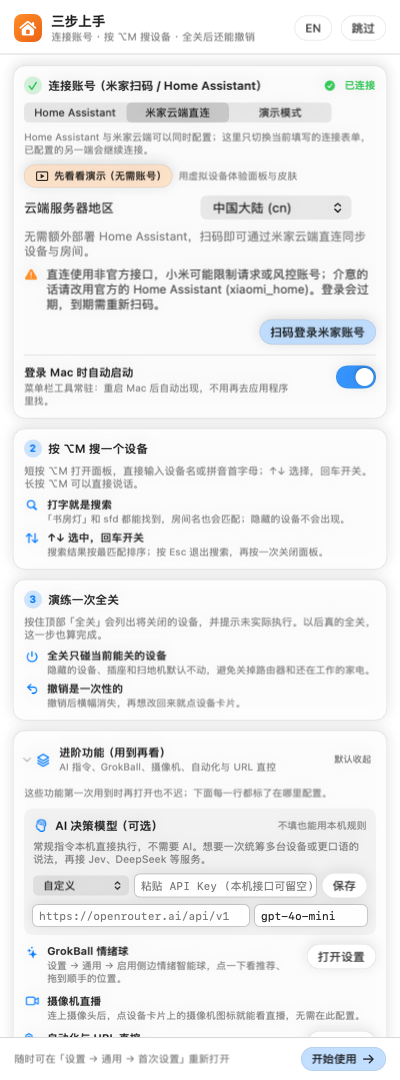 三步上手
连接账号 · 按 ⌥M 搜设备 · 全关后还能撤销
EN
跳过
连接账号（米家扫码 / Home Assistant）
已连接
Home Assistant
米家云端直连
演示模式
Home Assistant 与米家云端可以同时配置；这里只切换当前填写的连接表单，
已配置的另一端会继续连接。
先看看演示（无需账号）
用虚拟设备体验面板与皮肤
云端服务器地区
中国大陆 (cn)
无需额外部署 Home Assistant，扫码即可通过米家云端直连同步
设备与房间。
直连使用非官方接口，小米可能限制请求或风控账号；介意的
话请改用官方的 Home Assistant (xiaomi_home)。登录会过
期，到期需重新扫码。
扫码登录米家账号
登录 Mac 时自动启动
菜单栏工具常驻：重启 Mac 后自动出现，不用再去应用程序
里找。
2
按 ⌥M 搜一个设备
短按 ⌥M 打开面板，直接输入设备名或拼音首字母；↑↓ 选择，回车开关。
长按 ⌥M 可以直接说话。
打字就是搜索
「书房灯」和 sfd 都能找到，房间名也会匹配；隐藏的设备不会出现。
↑↓ 选中，回车开关
搜索结果按最匹配排序；按 Esc 退出搜索，再按一次关闭面板。
3
演练一次全关
按住顶部「全关」会列出将关闭的设备，并提示未实际执行。以后真的全关，
这一步也算完成。
全关只碰当前能关的设备
隐藏的设备、插座和扫地机默认不动，避免关掉路由器和还在工作的家电。
撤销是一次性的
撤销后横幅消失，再想改回来就点设备卡片。
进阶功能（用到再看）
AI 指令、GrokBall、摄像机、自动化与 URL 直控
默认收起
这些功能第一次用到时再打开也不迟；下面每一行都标了在哪里配置。
AI 决策模型（可选）
不填也能用本机规则
常规指令本机直接执行，不需要 AI。想要一次统筹多台设备或更口语的
说法，再接 Jev、DeepSeek 等服务。
自定义
粘贴 API Key (本机接口可留空)
保存
https://openrouter.ai/api/v1
gpt-4o-mini
GrokBall 情绪球
设置 → 通用 → 启用侧边情绪智能球，点一下看推荐、
拖到顺手的位置。
打开设置
摄像机直播
连上摄像头后，点设备卡片上的摄像机图标就能看直播，无需在此配置。
随时可在「设置 → 通用 → 首次设置」重新打开
开始使用 →